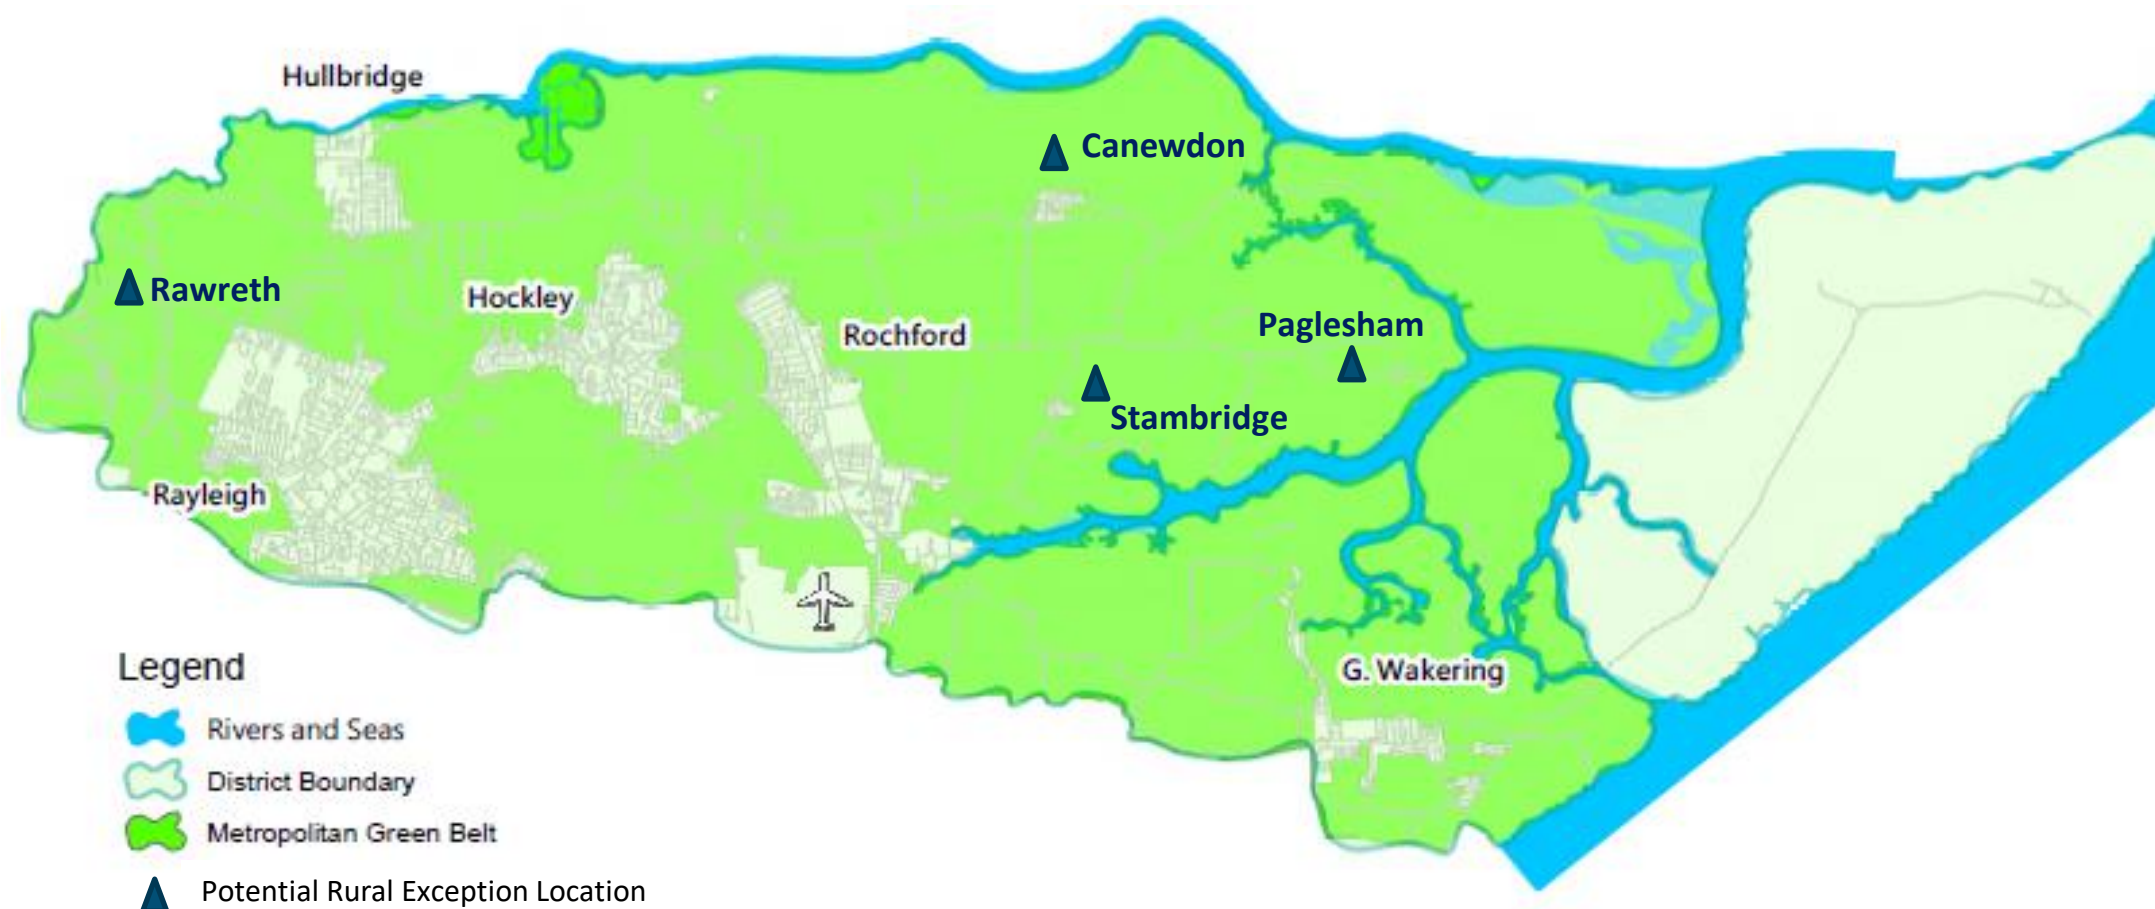 Hullbridge
Canewdon
Rawreth
Hockley
Paglesham
Rochford
Stambridge
Rayleigh
G. Wakering
Legend
Rivers and Seas
District Boundary
Metropolitan Green Belt
Potential Rural Exception Location